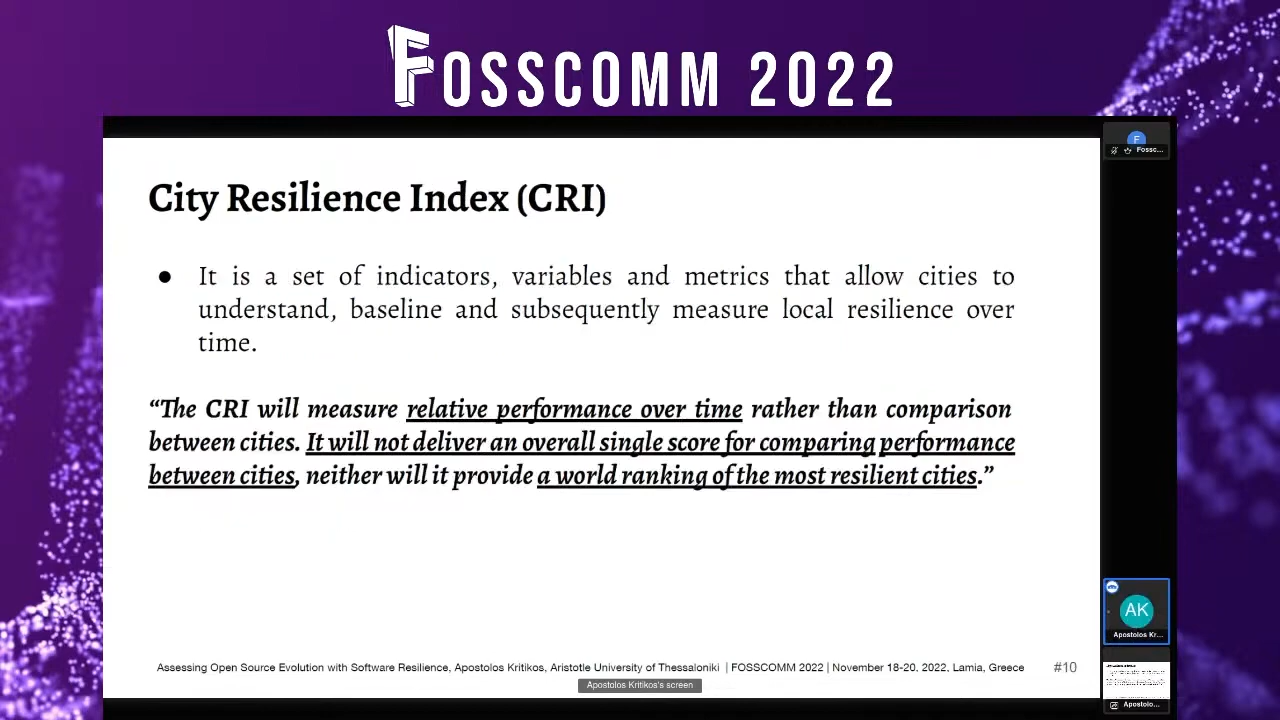 FOSSCOMM 2022
F
Fossc...
City Resilience Index (CRI)
● It is a set of indicators, variables and metrics that allow cities to
understand, baseline and subsequently measure local resilience over
time.
“The CRI will measure relative performance over time rather than comparison
between cities. It will not deliver an overall single score for comparing performance
between cities, neither will it provide a world ranking of the most resilient cities.”
AK
Apostolos Kr...
Assessing Open Source Evolution with Software Resilience, Apostolos Kritikos, Aristotle University of Thessaloniki | FOSSCOMM 2022 | November 18-20, 2022, Lamia, Greece
#10
Apostolos Kritikos's screen
Apostolo...